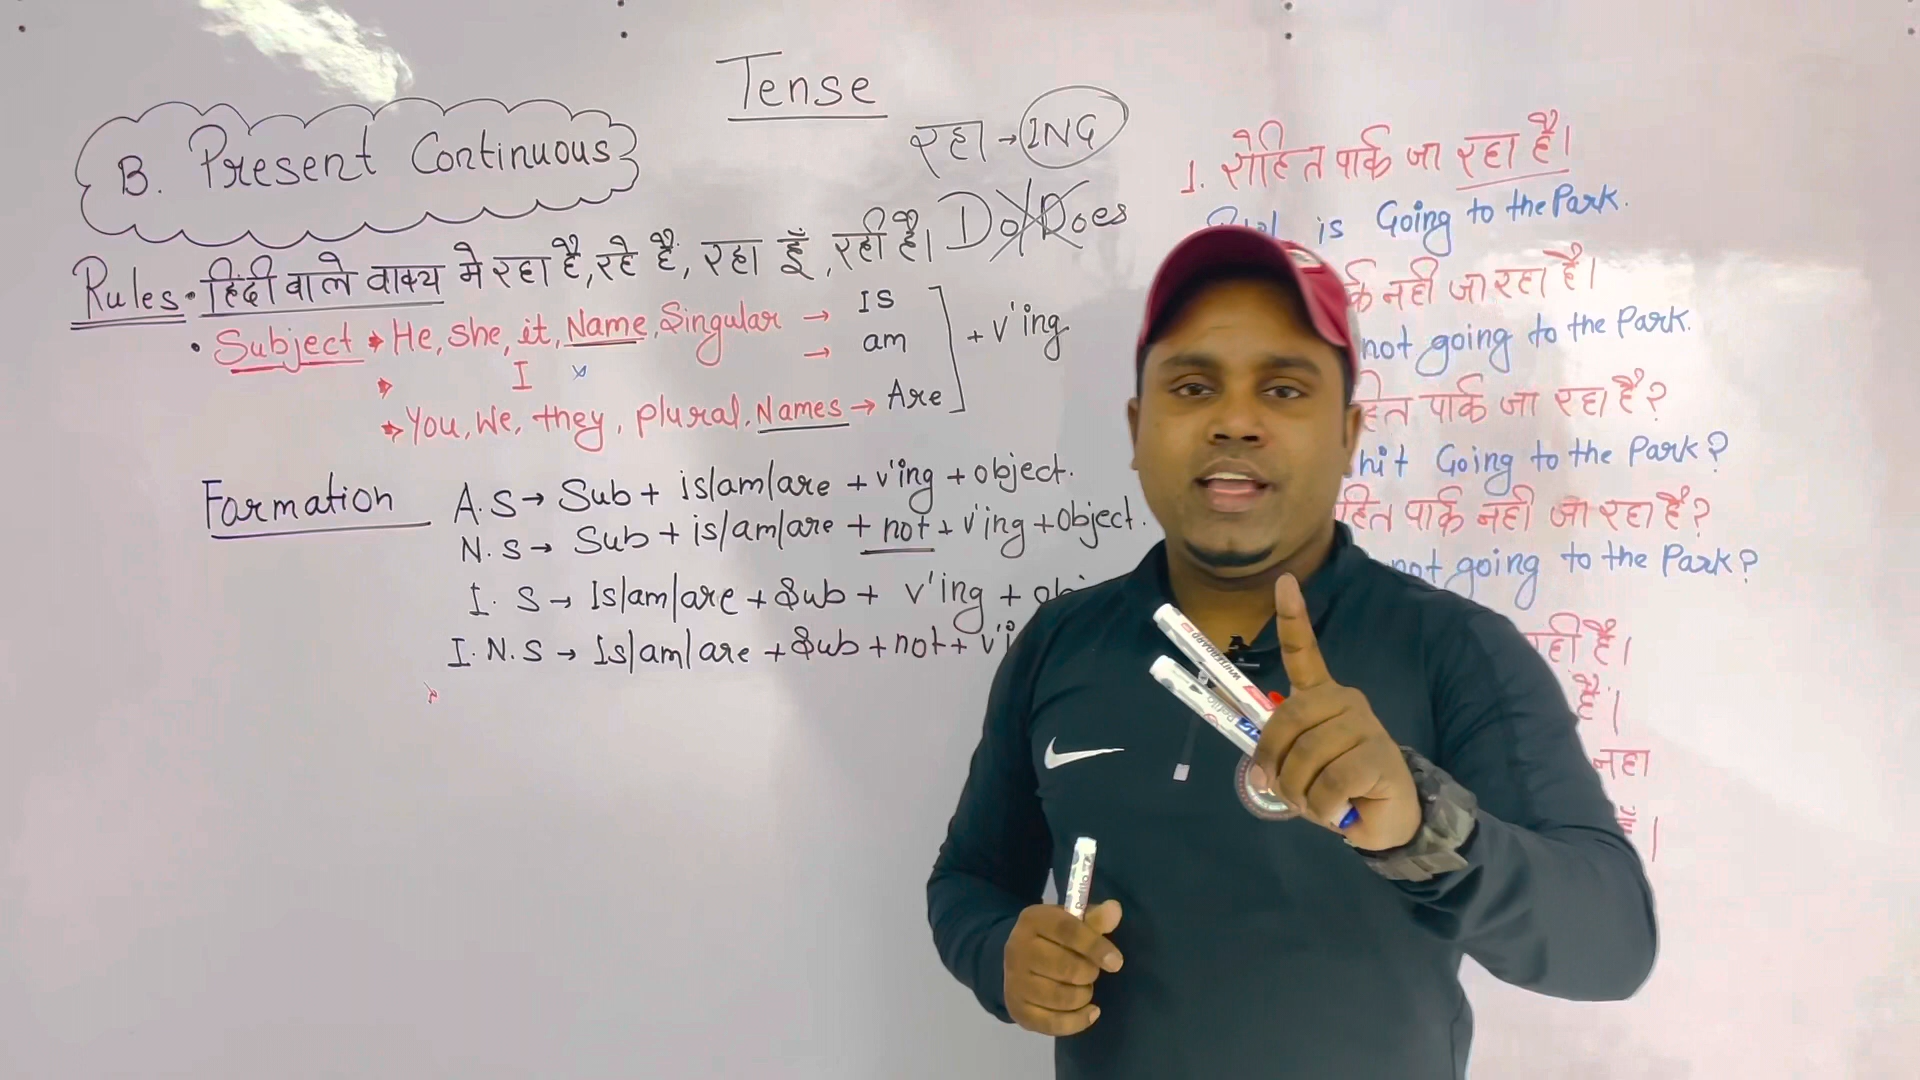 Tense
B. Present Continuous
रहा → ING
Do/Does
Rules • हिंदी वाले वाक्य मे रहा है, रहे है, रहा हूँ, रही है।
• Subject → He, she, it, Name, Singular → IS
I → am
→ You, We, they, plural, Names → Are
+ v'ing
Formation
A.S → Sub + is/am/are + v'ing + object.
N.S → Sub + is/am/are + not + v'ing + Object.
I. S → Is/am/are + Sub + v'ing +
I.N.S → Is/am/are + Sub + not +
1. रोहित पार्क जा रहा है।
is Going to the Park.
नही जा रहा है।
not going to the Park.
पार्क जा रहा है?
Going to the Park?
पार्क नही जा रहा है?
not going to the Park?
है।
है।
WHITEBOARD